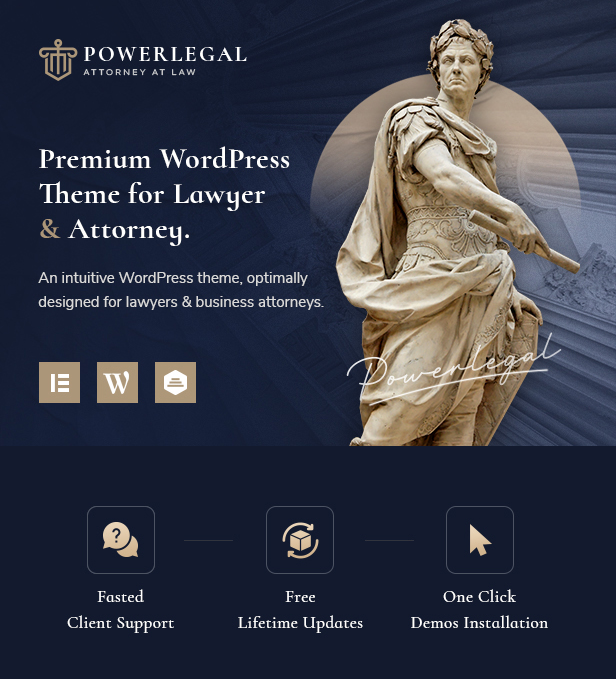 POWERLEGAL
ATTORNEY AT LAW
Premium WordPress
Theme for Lawyer
& Attorney.
An intuitive WordPress theme, optimally
designed for lawyers & business attorneys.
Powerlegal
W
?
Fasted
Client Support
Free
Lifetime Updates
One Click
Demos Installation